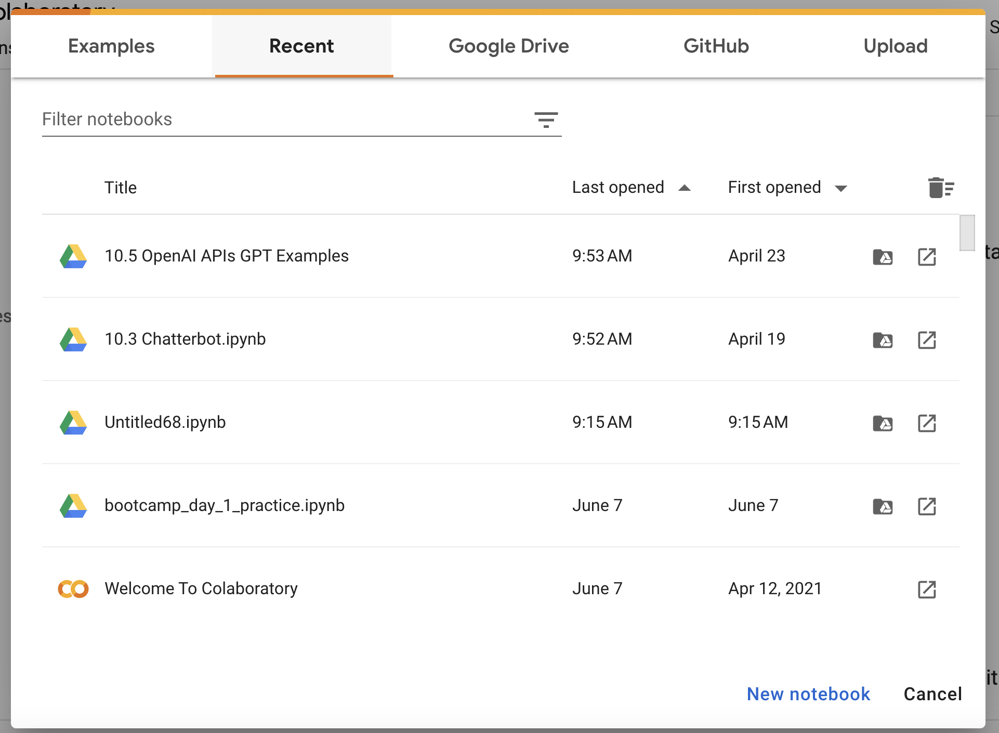 Examples Recent Google Drive GitHub Upload
Filter notebooks
Title Last opened First opened
10.5 OpenAI APIs GPT Examples 9:53 AM April 23
10.3 Chatterbot.ipynb 9:52 AM April 19
Untitled68.ipynb 9:15 AM 9:15 AM
bootcamp_day_1_practice.ipynb June 7 June 7
Welcome To Colaboratory June 7 Apr 12, 2021
New notebook Cancel